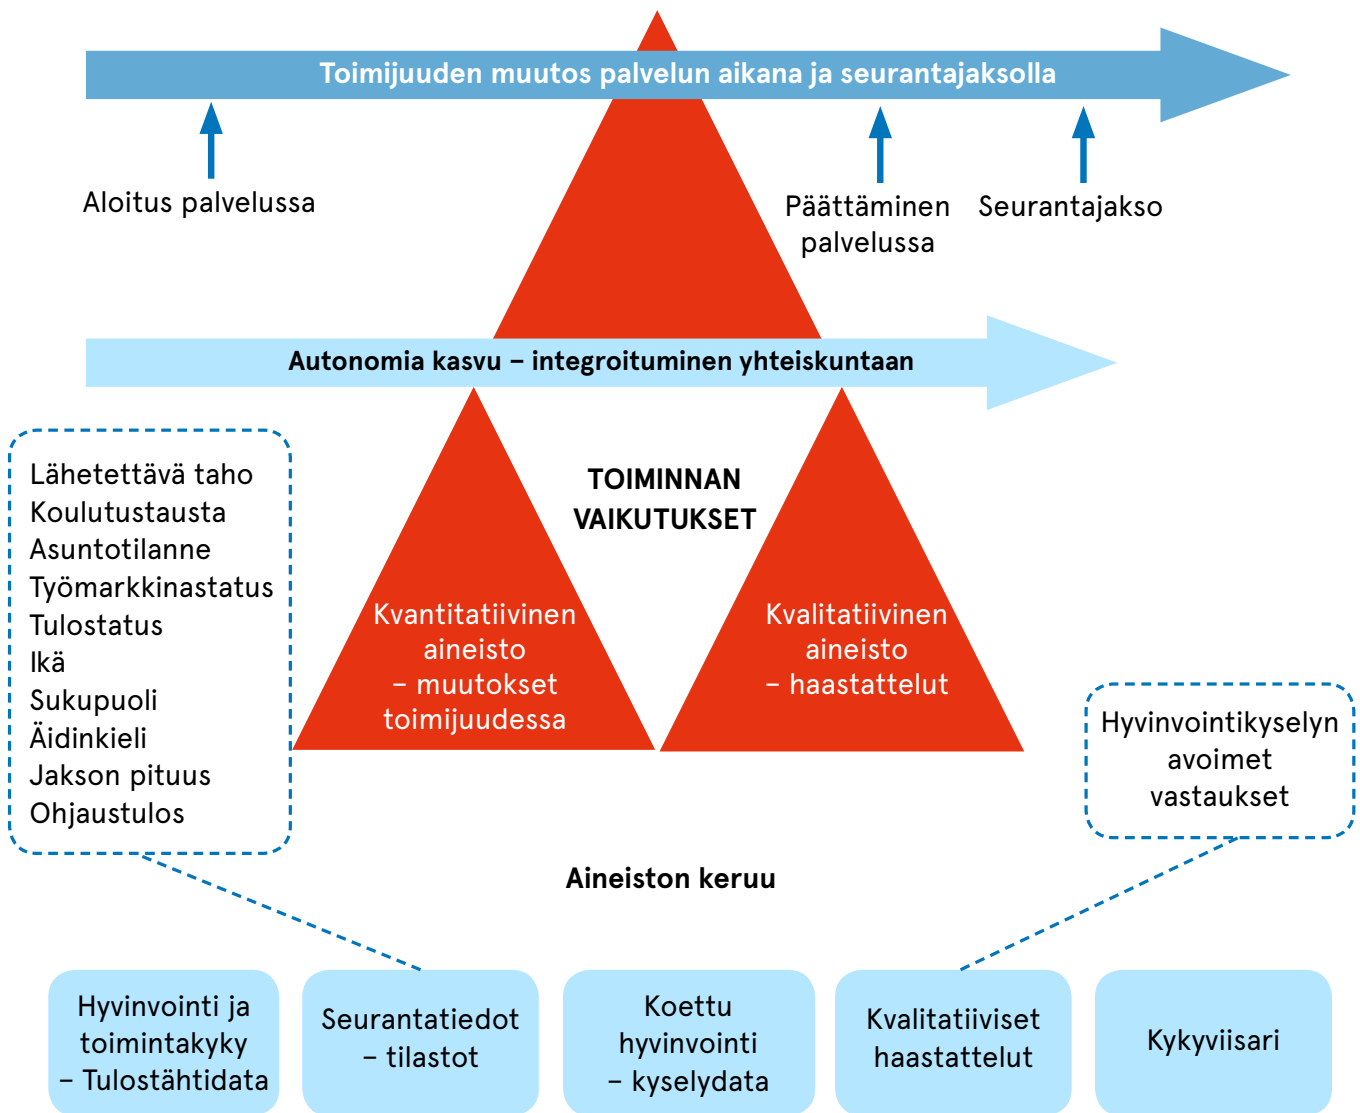 Toimijuuden muutos palvelun aikana ja seurantajaksolla
Aloitus palvelussa
Päättäminen
palvelussa
Seurantajakso
Autonomia kasvu – integroituminen yhteiskuntaan
Lähetettävä taho
Koulutustausta
Asuntotilanne
Työmarkkinastatus
Tulostatus
Ikä
Sukupuoli
Äidinkieli
Jakson pituus
Ohjaustulos
TOIMINNAN
VAIKUTUKSET
Kvantitatiivinen
aineisto
– muutokset
toimijuudessa
Kvalitatiivinen
aineisto
– haastattelut
Hyvinvointikyselyn
avoimet
vastaukset
Aineiston keruu
Hyvinvointi ja
toimintakyky
– Tulostähtidata
Seurantatiedot
– tilastot
Koettu
hyvinvointi
– kyselydata
Kvalitatiiviset
haastattelut
Kykyviisari